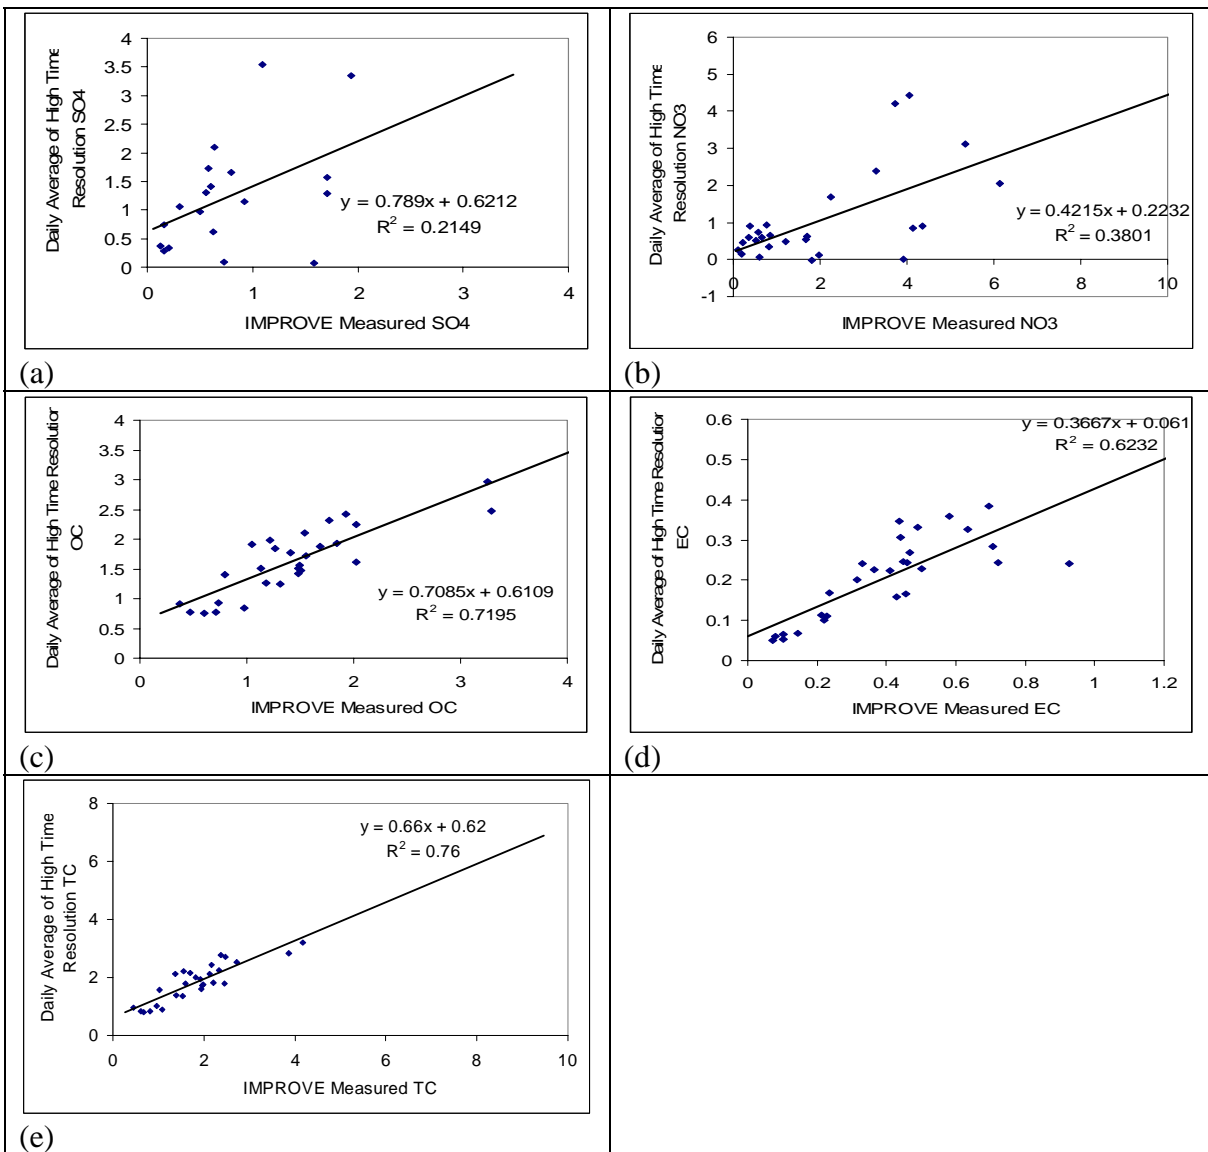 Daily Average of High Time
Resolution SO4
4
3.5
3
2.5
2
1.5
1
0.5
0
0 1 2 3 4
y = 0.789x + 0.6212
R² = 0.2149
IMPROVE Measured SO4
(a)
Daily Average of High Time
Resolution NO3
6
5
4
3
2
1
0
-1
0 2 4 6 8 10
y = 0.4215x + 0.2232
R² = 0.3801
IMPROVE Measured NO3
(b)
Daily Average of High Time Resolution
OC
4
3.5
3
2.5
2
1.5
1
0.5
0
0 1 2 3 4
y = 0.7085x + 0.6109
R² = 0.7195
IMPROVE Measured OC
(c)
Daily Average of High Time Resolution
EC
0.6
0.5
0.4
0.3
0.2
0.1
0
0 0.2 0.4 0.6 0.8 1 1.2
y = 0.3667x + 0.061
R² = 0.6232
IMPROVE Measured EC
(d)
Daily Average of High Time
Resolution TC
8
6
4
2
0
0 2 4 6 8 10
y = 0.66x + 0.62
R² = 0.76
IMPROVE Measured TC
(e)